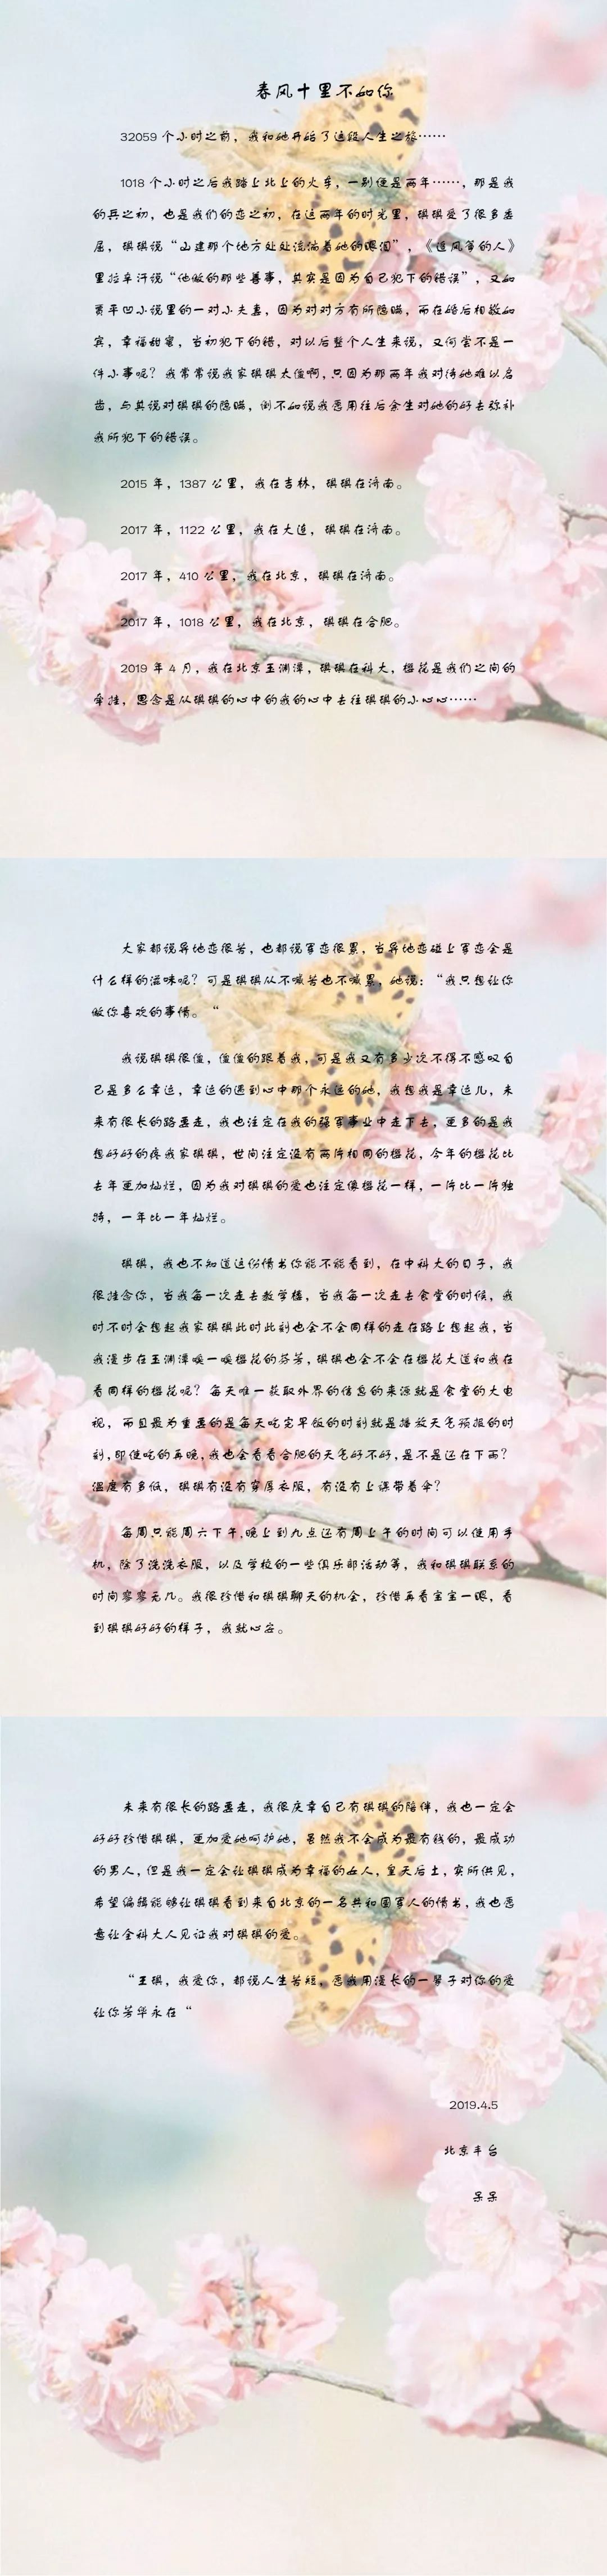 春风十里不如你
32059 个小时之前，我和她开始了这段人生之旅……
1018 个小时之后我踏上北上的火车，一别便是两年……，那是我
的兵之初，也是我们的恋之初，在这两年的时光里，琪琪受了很多委
屈，琪琪说“山建那个地方处处流淌着她的眼泪”，《追风筝的人》
里拉辛汗说“他做的那些善事，其实是因为自己犯下的错误”，又如
贾平凹小说里的一对小夫妻，因为对对方有所隐瞒，而在婚后相敬如
宾，幸福甜蜜，当初犯下的错，对以后整个人生来说，又何尝不是一
件小事呢？我常常说我家琪琪太傻啊,只因为那两年我对待她难以启
齿，与其说对琪琪的隐瞒，倒不如说我愿用往后余生对她的好去弥补
我所犯下的错误。
2015 年，1387 公里，我在吉林，琪琪在济南。
2017 年，1122 公里，我在大连，琪琪在济南。
2017 年，410 公里，我在北京，琪琪在济南。
2017 年，1018 公里，我在北京，琪琪在合肥。
2019 年 4 月，我在北京玉渊潭，琪琪在科大，樱花是我们之间的
牵挂，思念是从琪琪的心中的我的心中去往琪琪的小心心……
大家都说异地恋很苦，也都说军恋很累，当异地恋碰上军恋会是
什么样的滋味呢？可是琪琪从不喊苦也不喊累，她说：“我只想让你
做你喜欢的事情。“
我说琪琪很傻，傻傻的跟着我，可是我又有多少次不得不感叹自
己是多么幸运，幸运的遇到心中那个永远的她，我想我是幸运儿，未
来有很长的路要走，我也注定在我的强军事业中走下去，更多的是我
想好好的疼我家琪琪，世间注定没有两阵相同的樱花，今年的樱花比
去年更加灿烂，因为我对琪琪的爱也注定像樱花一样，一阵比一阵独
特，一年比一年灿烂。
琪琪，我也不知道这份情书你能不能看到，在中科大的日子，我
很挂念你，当我每一次走去教学楼，当我每一次走去食堂的时候，我
时不时会想起我家琪琪此时此刻也会不会同样的走在路上想起我，当
我漫步在玉渊潭嗅一嗅樱花的芬芳,琪琪也会不会在樱花大道和我在
看同样的樱花呢？每天唯一获取外界的信息的来源就是食堂的大电
视，而且最为重要的是每天吃完早饭的时刻就是播放天气预报的时
刻,即使吃的再晚,我也会看看合肥的天气好不好,是不是还在下雨？
温度有多低，琪琪有没有穿厚衣服，有没有上课带着伞？
每周只能周六下午,晚上到九点还有周上午的时间可以使用手
机，除了洗洗衣服，以及学校的一些俱乐部活动等，我和琪琪联系的
时间寥寥无几。我很珍惜和琪琪聊天的机会，珍惜再看宝宝一眼，看
到琪琪好好的样子，我就心安。
未来有很长的路要走，我很庆幸自己有琪琪的陪伴，我也一定会
好好珍惜琪琪，更加爱她呵护她，虽然我不会成为最有钱的，最成功
的男人,但是我一定会让琪琪成为幸福的女人，皇天后土，实所供见，
希望编辑能够让琪琪看到来自北京的一名共和国军人的情书,我也愿
意让全科大人见证我对琪琪的爱。
“王琪，我爱你，都说人生苦短，愿我用漫长的一辈子对你的爱
让你芳华永在“
2019.4.5
北京丰台
呆呆